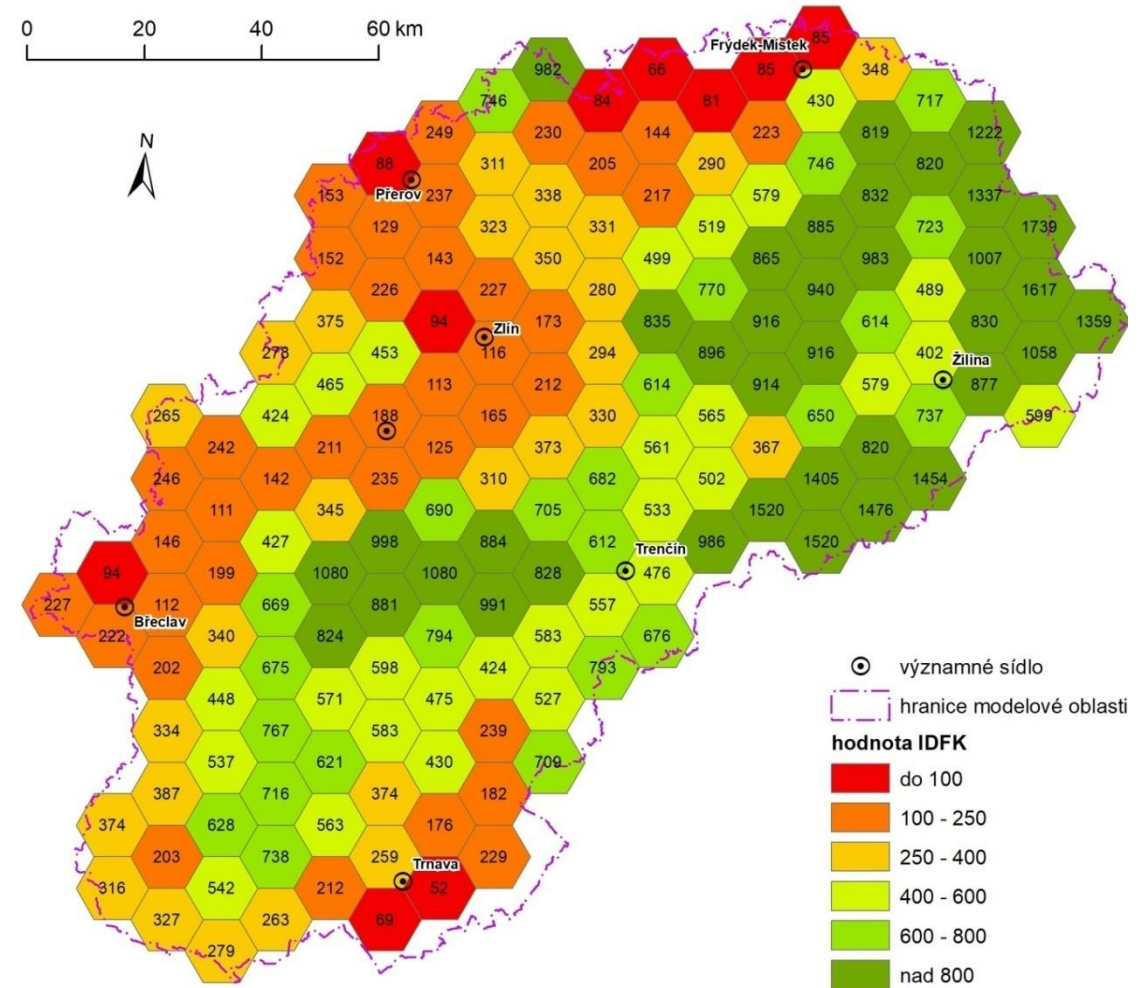 0 20 40 60 km
85
Frýdek-Místek
982 66 85 348
746 84 81 430 717
249 230 144 223 819 1222
N
88 311 205 290 746 820
Přerov
153 237 338 217 579 832 1337
129 323 331 519 885 723 1739
152 143 350 499 865 983 1007
226 227 280 770 940 489 1617
375 94 173 835 916 614 830 1359
Zlín
278 453 116 294 896 916 402 1058
Žilina
465 113 212 614 914 579 877
265 424 188 165 330 565 650 737 599
242 211 125 373 561 367 820
246 142 235 310 682 502 1405 1454
111 345 690 705 533 1520 1476
146 427 998 884 612 986 1520
Trenčín
94 199 1080 1080 828 476
227 112 669 881 991 557
Břeclav
222 340 824 794 583 676
202 675 598 424 793
448 571 475 527
334 767 583 239
537 621 430 709
387 716 374 182
374 628 563 176
203 738 259 229
Trnava
316 542 212 52
327 263 69
279
významné sídlo
hranice modelové oblasti
hodnota IDFK
do 100
100 - 250
250 - 400
400 - 600
600 - 800
nad 800